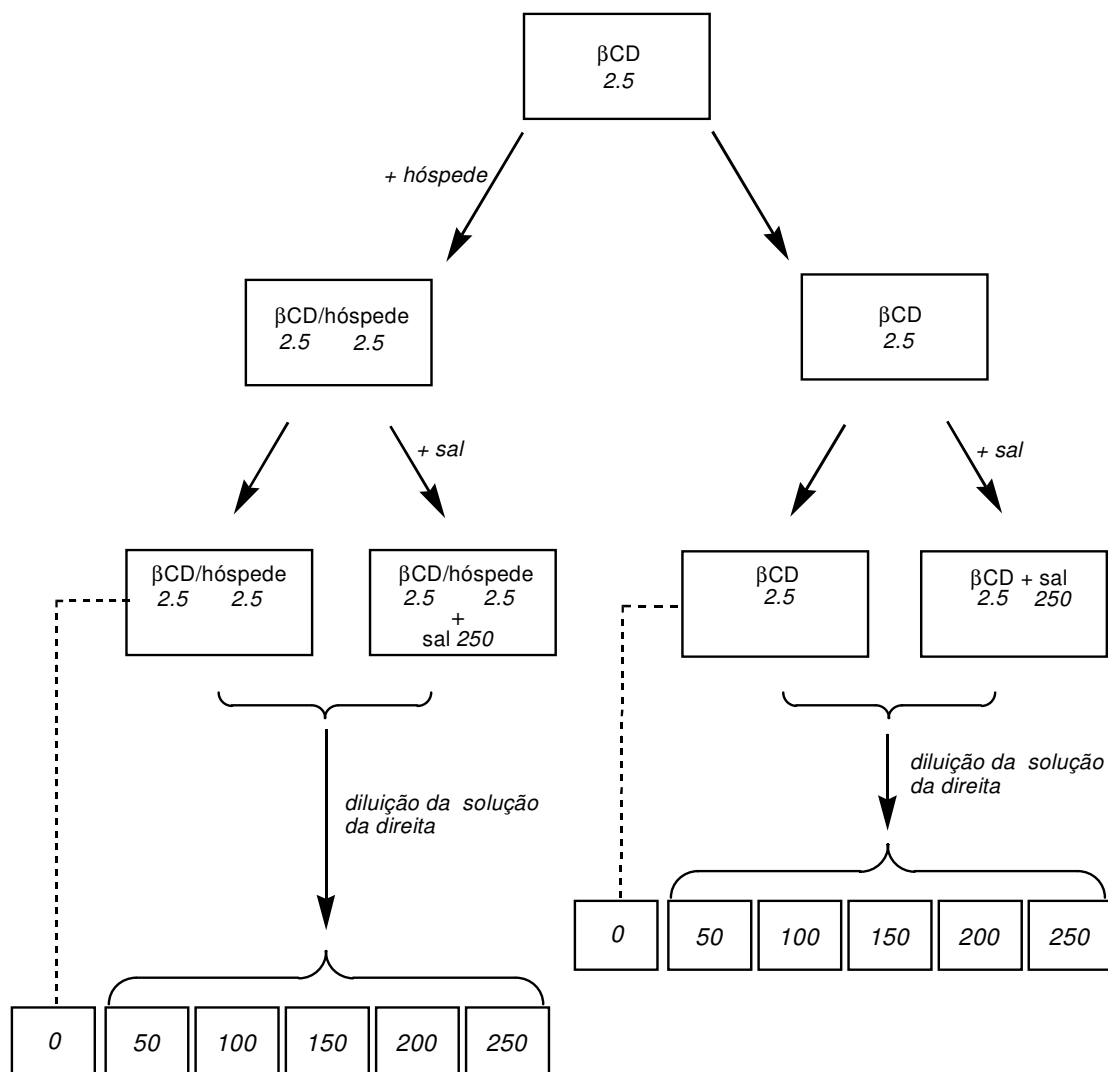 βCD
2.5
+ hóspede
βCD/hóspede
2.5 2.5
βCD
2.5
+ sal
+ sal
βCD/hóspede
2.5 2.5
βCD/hóspede
2.5 2.5
+
sal 250
βCD
2.5
βCD + sal
2.5 250
diluição da solução
da direita
diluição da solução
da direita
0 50 100 150 200 250
0 50 100 150 200 250